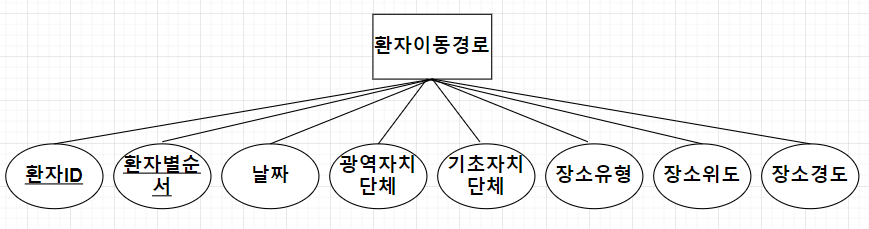 환자이동경로
환자ID
환자별순
서
날짜
광역자치
단체
기초자치
단체
장소유형
장소위도
장소경도